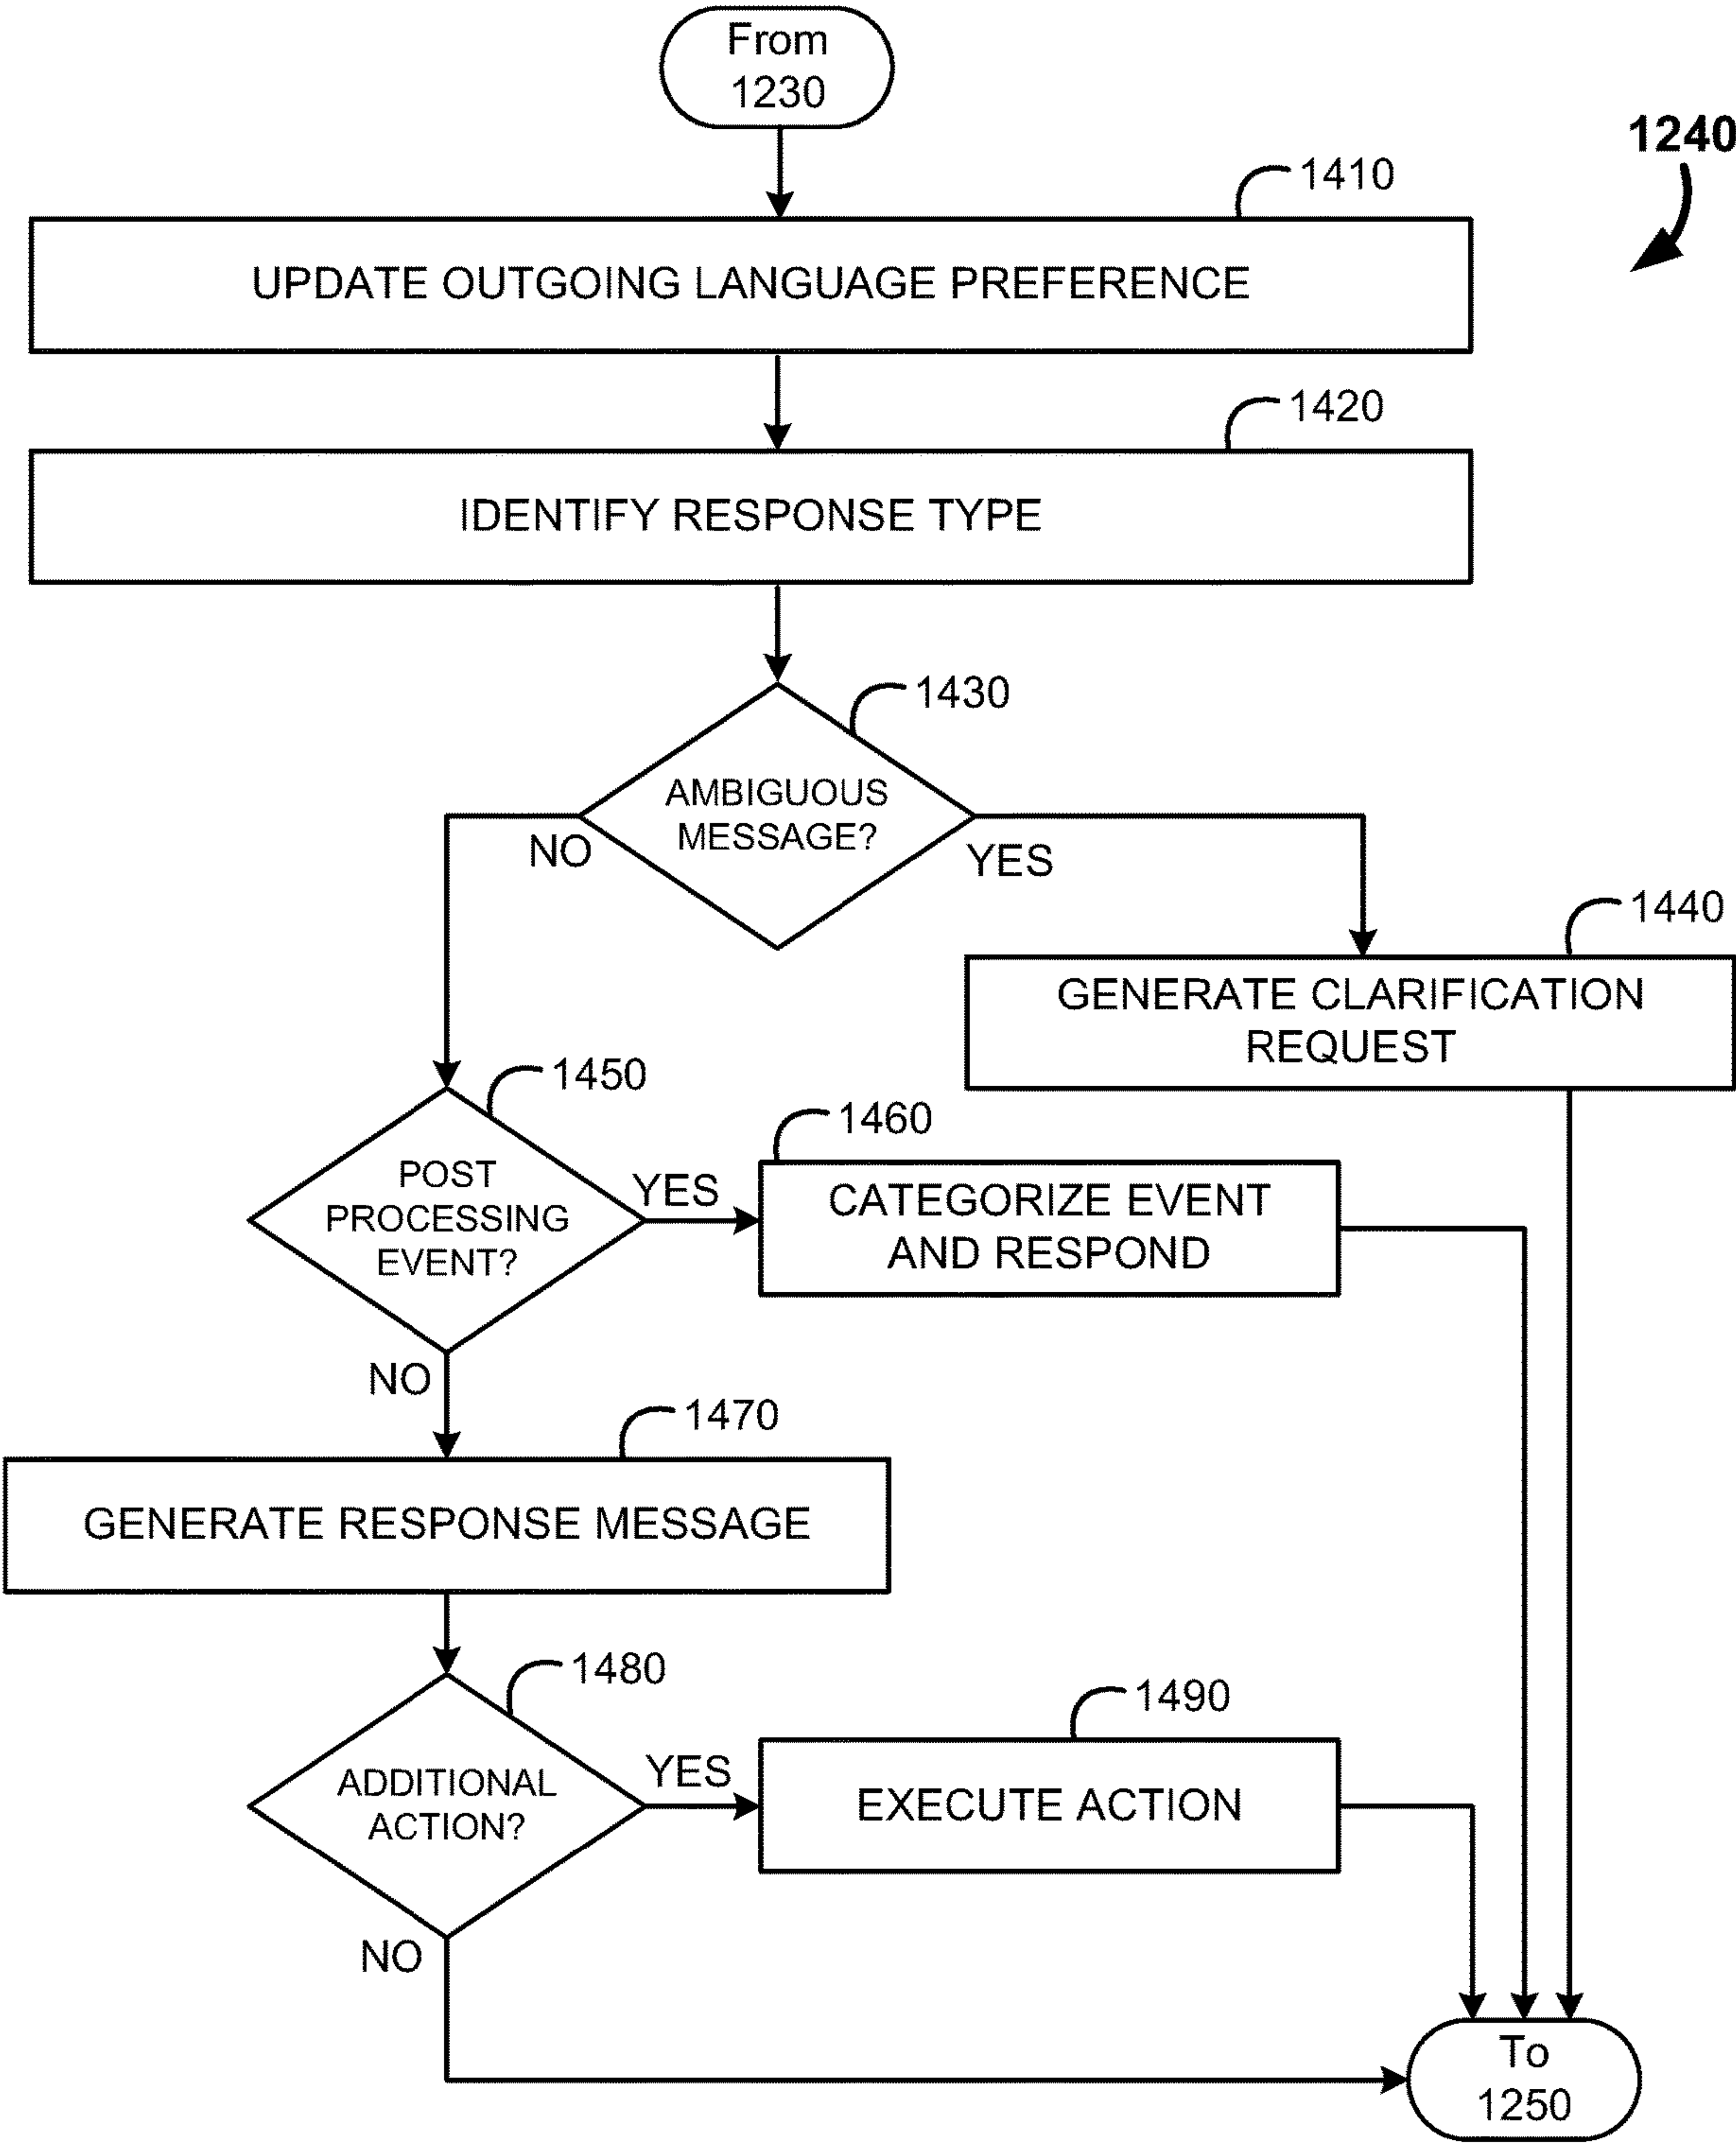 From
1230
1240
1410
UPDATE OUTGOING LANGUAGE PREFERENCE
1420
IDENTIFY RESPONSE TYPE
1430
AMBIGUOUS
MESSAGE?
NO
YES
1440
GENERATE CLARIFICATION
REQUEST
1450
POST
PROCESSING
EVENT?
YES
1460
CATEGORIZE EVENT
AND RESPOND
NO
1470
GENERATE RESPONSE MESSAGE
1480
ADDITIONAL
ACTION?
YES
1490
EXECUTE ACTION
NO
To
1250